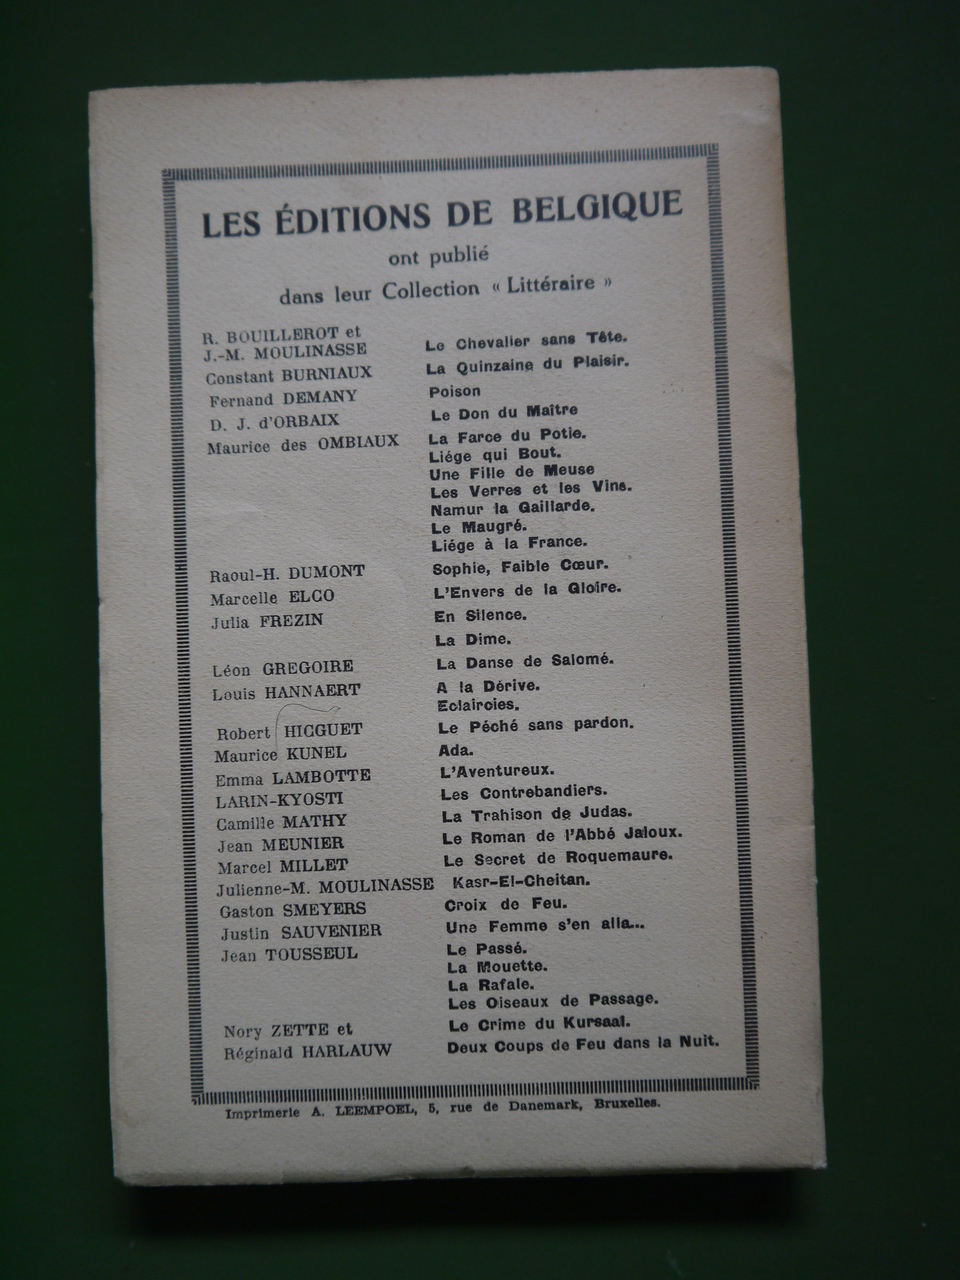 LES ÉDITIONS DE BELGIQUE
ont publié
dans leur Collection « Littéraire »
R. BOUILLEROT et
J.-M. MOULINASSE Le Chevalier sans Tête.
Constant BURNIAUX La Quinzaine du Plaisir.
Fernand DEMANY Poison
D. J. d'ORBAIX Le Don du Maître
Maurice des OMBIAUX La Farce du Potie.
Liége qui Bout.
Une Fille de Meuse
Les Verres et les Vins.
Namur la Gaillarde.
Le Maugré.
Liége à la France.
Raoul-H. DUMONT Sophie, Faible Cœur.
Marcelle ELCO L'Envers de la Gloire.
Julia FREZIN En Silence.
La Dime.
Léon GREGOIRE La Danse de Salomé.
Louis HANNAERT A la Dérive.
Eclaircies.
Robert HICGUET Le Péché sans pardon.
Maurice KUNEL Ada.
Emma LAMBOTTE L'Aventureux.
LARIN-KYOSTI Les Contrebandiers.
Camille MATHY La Trahison de Judas.
Jean MEUNIER Le Roman de l'Abbé Jaloux.
Marcel MILLET Le Secret de Roquemaure.
Julienne-M. MOULINASSE Kasr-El-Cheitan.
Gaston SMEYERS Croix de Feu.
Justin SAUVENIER Une Femme s'en alla...
Jean TOUSSEUL Le Passé.
La Mouette.
La Rafale.
Les Oiseaux de Passage.
Nory ZETTE et Le Crime du Kursaal.
Réginald HARLAUW Deux Coups de Feu dans la Nuit.
Imprimerie A. LEEMPOEL, 5, rue de Danemark, Bruxelles.